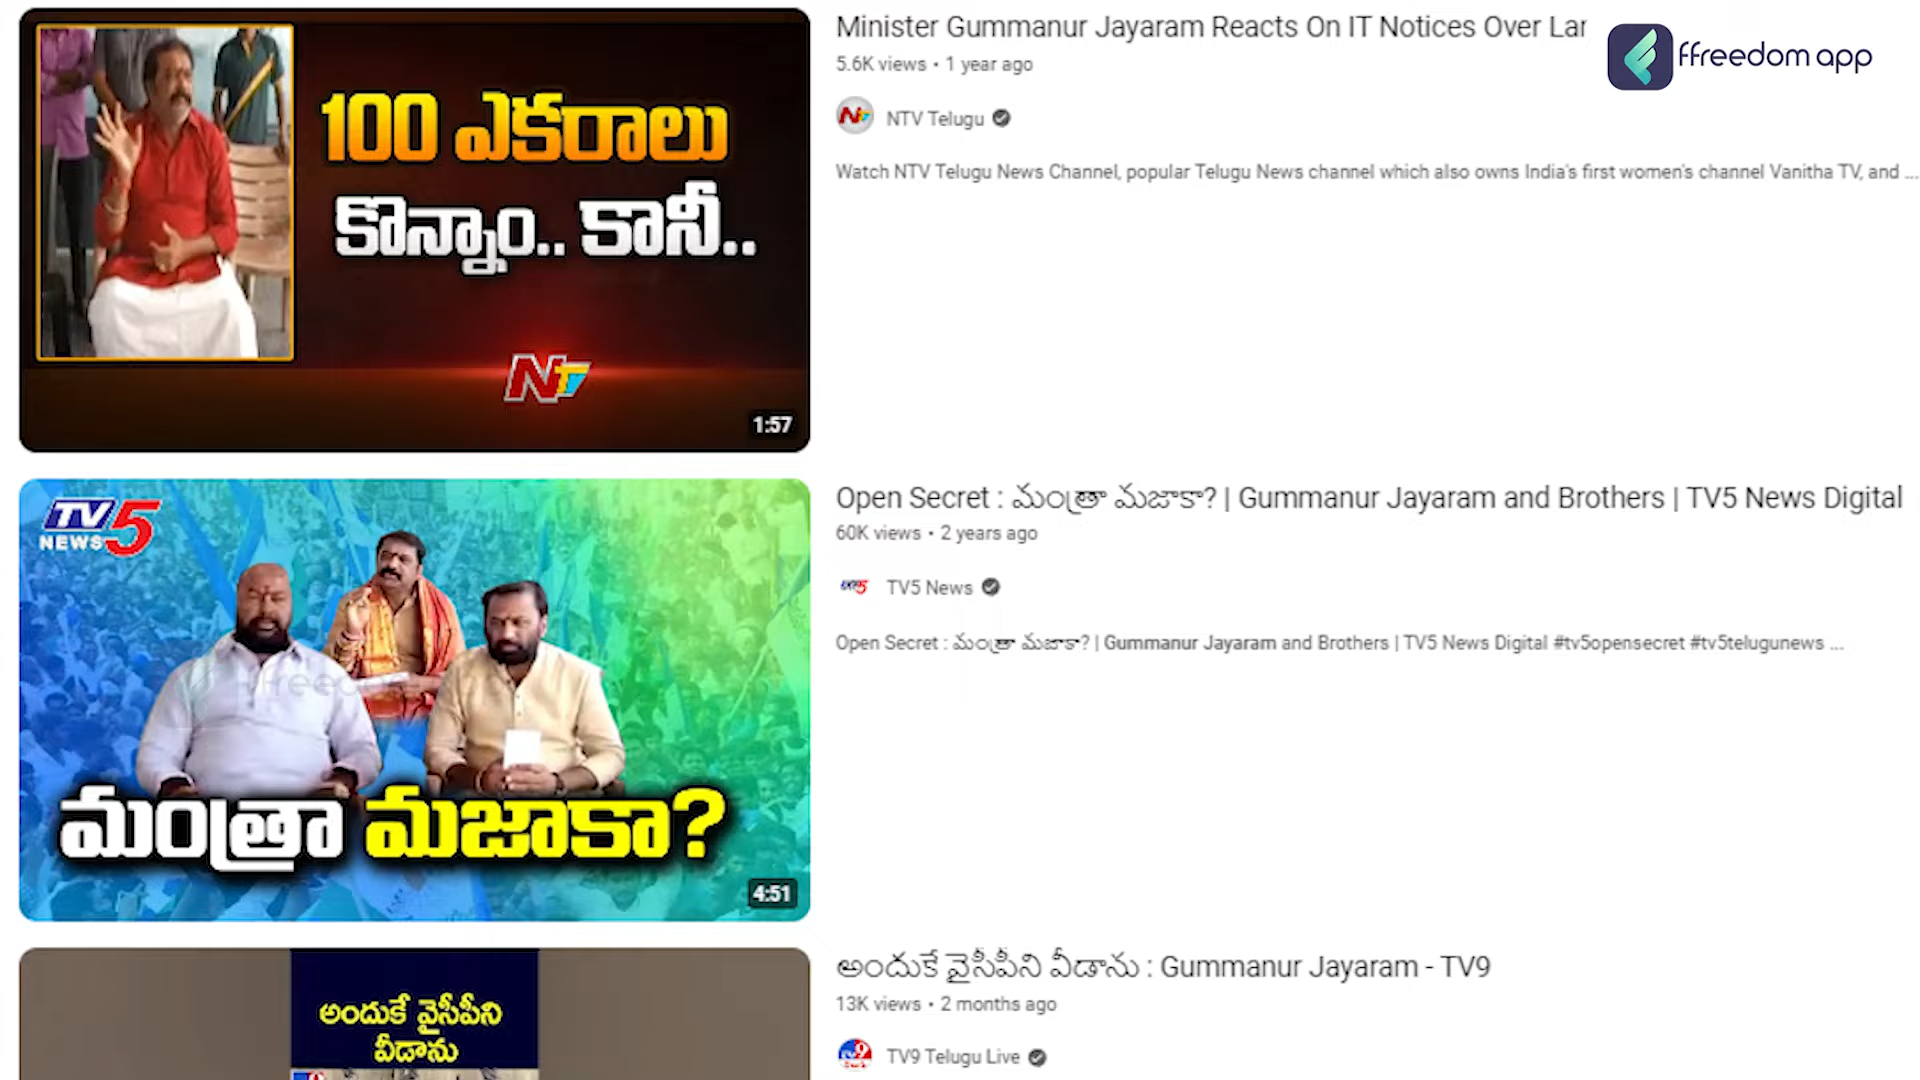 100 ఎకరాలు
కొన్నాం.. కానీ..
NTV
1:57
Minister Gummanur Jayaram Reacts On IT Notices Over Lan
5.6K views • 1 year ago
NTV Telugu
Watch NTV Telugu News Channel, popular Telugu News channel which also owns India's first women's channel Vanitha TV, and ...
ffreedom app
TV5
NEWS
మంత్రా మజాకా?
4:51
Open Secret : మంత్రా మజాకా? | Gummanur Jayaram and Brothers | TV5 News Digital
60K views • 2 years ago
TV5 News
Open Secret : మంత్రా మజాకా? | Gummanur Jayaram and Brothers | TV5 News Digital #tv5opensecret #tv5telugunews ...
అందుకే వైసీపీని
వీడాను
అందుకే వైసీపీని వీడాను : Gummanur Jayaram - TV9
13K views • 2 months ago
TV9 Telugu Live